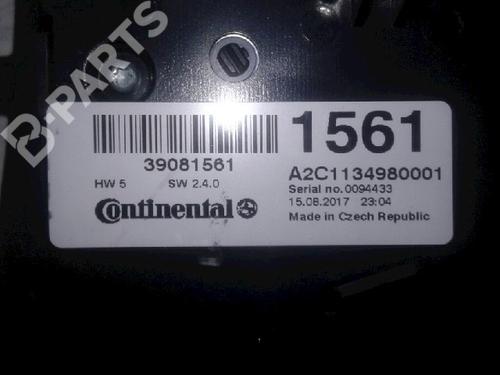 B-PARTS
1561
39081561
A2C1134980001
HW 5 SW 2.4.0
Serial no.0094433
15.08.2017 23:04
Continental
Made in Czech Republic